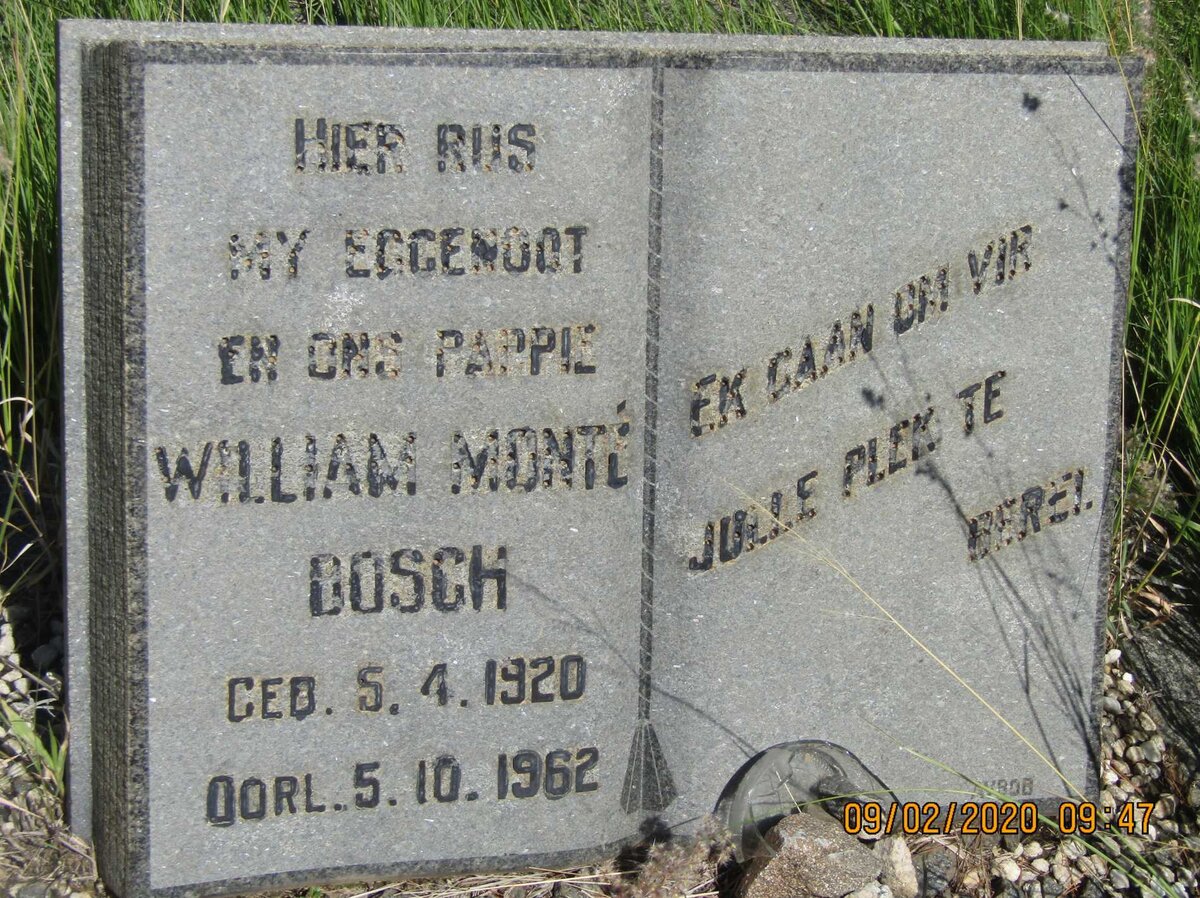 HIER RUS
MY EGGENOOT
EN ONS PAPPIE
WILLIAM MONTÉ
BOSCH
GEB. 5. 4. 1920
OORL. 5. 10. 1962
EK GAAN OM VIR
JULLE PLEK TE
BEREI.
09/02/2020 09:47